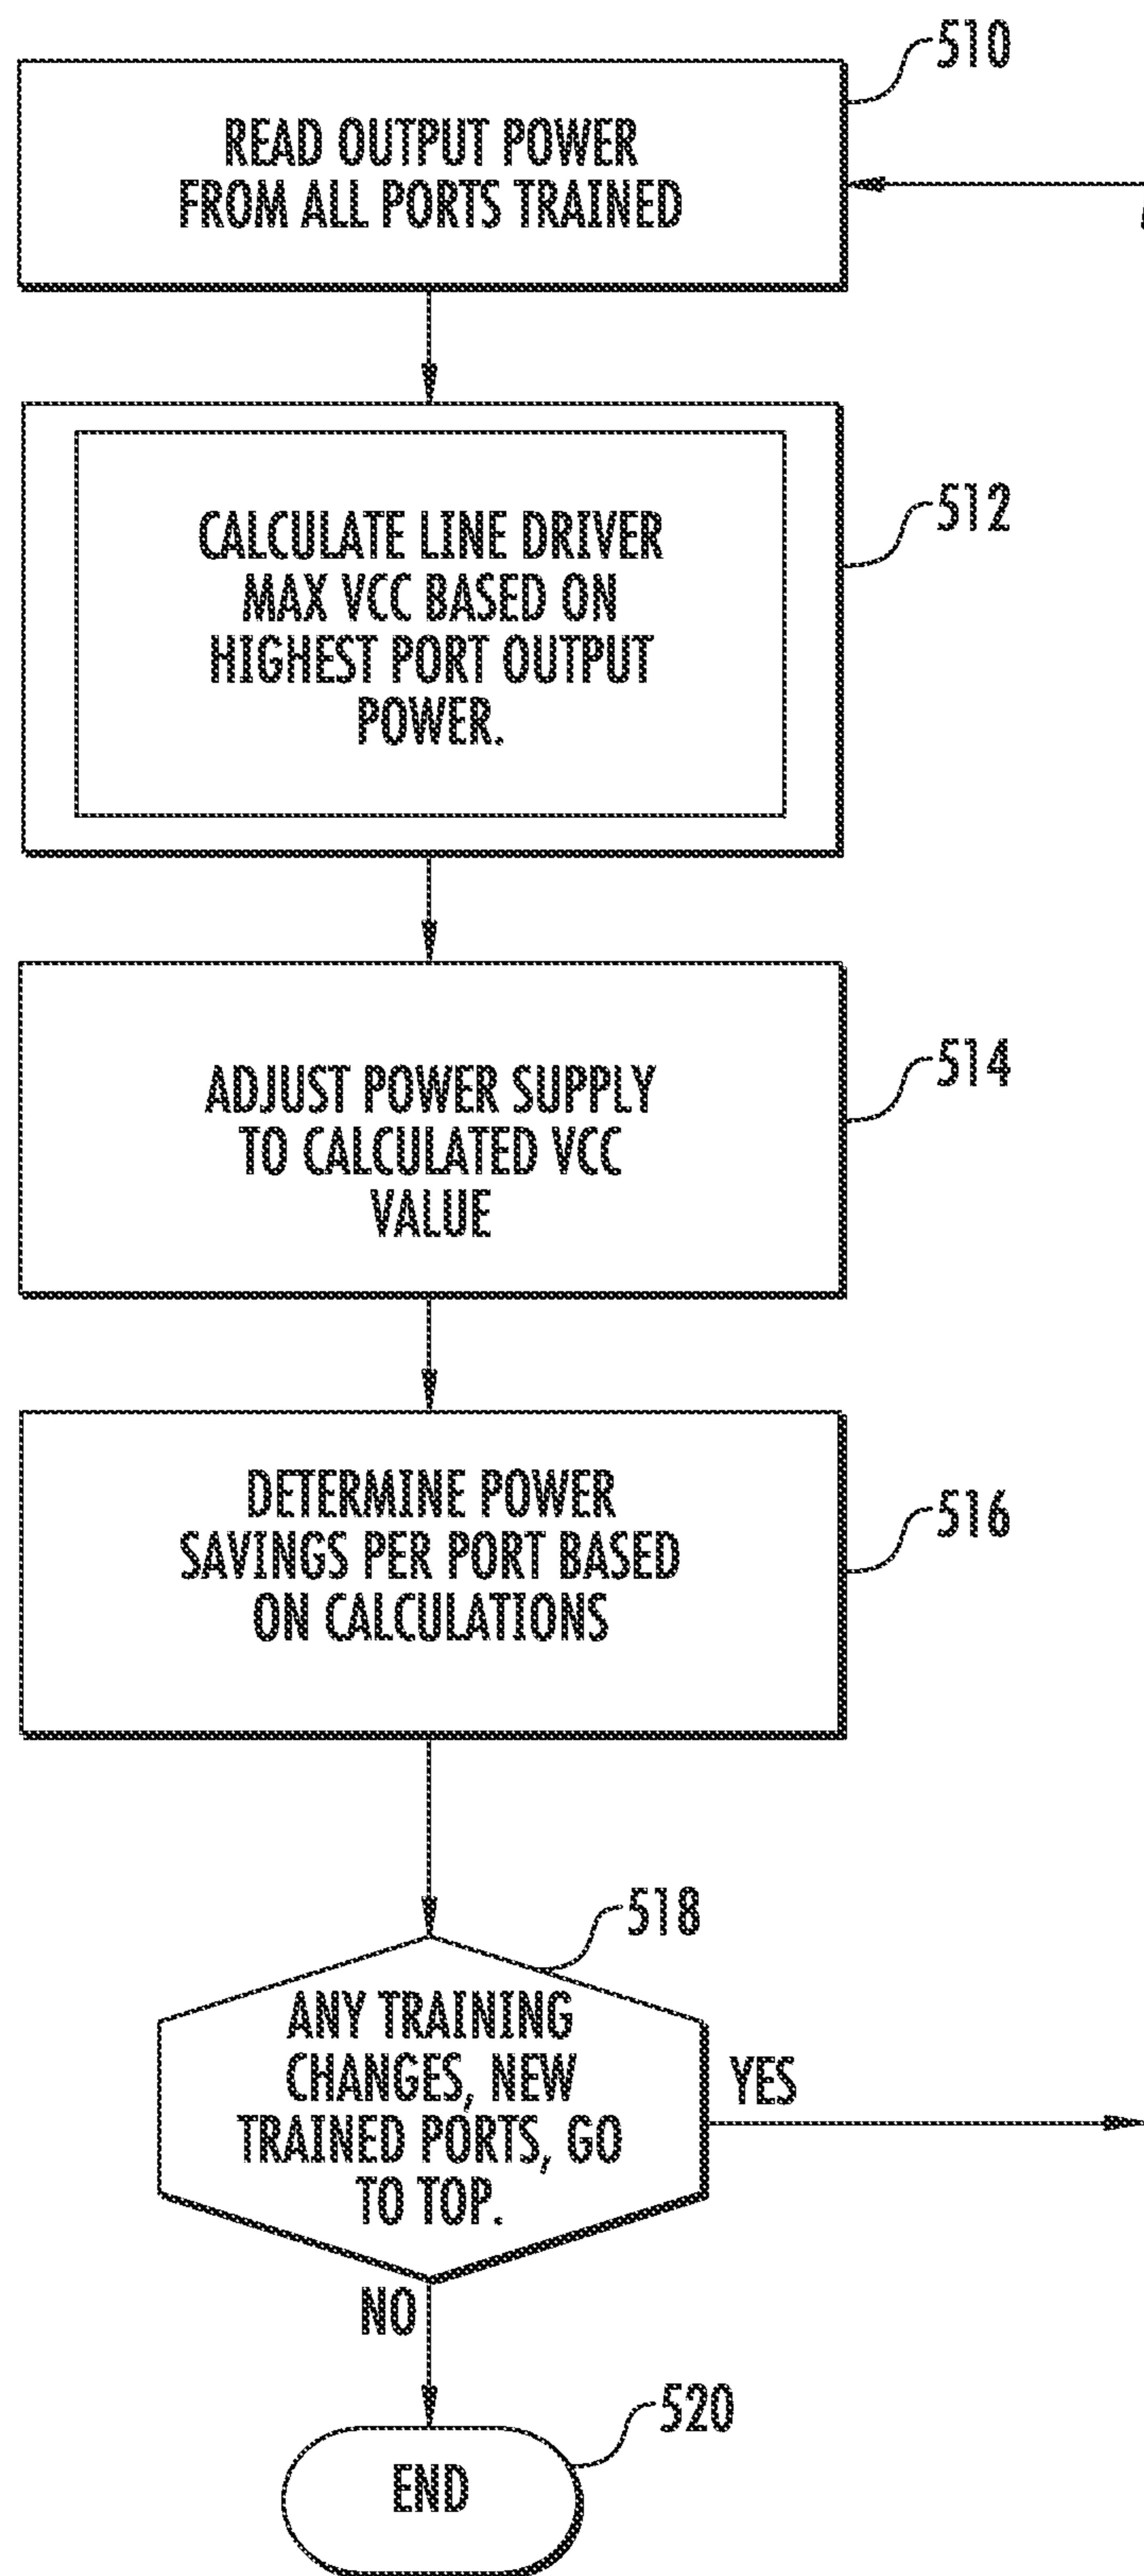 510
READ OUTPUT POWER
FROM ALL PORTS TRAINED
512
CALCULATE LINE DRIVER
MAX VCC BASED ON
HIGHEST PORT OUTPUT
POWER.
514
ADJUST POWER SUPPLY
TO CALCULATED VCC
VALUE
516
DETERMINE POWER
SAVINGS PER PORT BASED
ON CALCULATIONS
518
ANY TRAINING
CHANGES, NEW
TRAINED PORTS, GO
TO TOP.
YES
NO
520
END